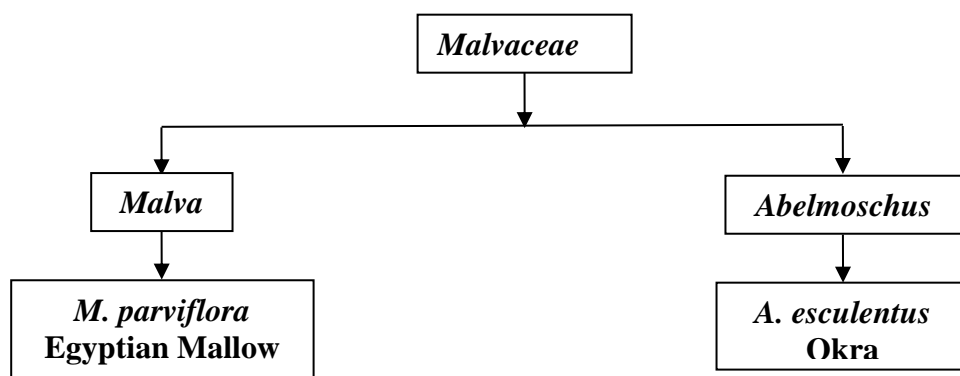 Malvaceae
Malva
Abelmoschus
M. parviflora
Egyptian Mallow
A. esculentus
Okra